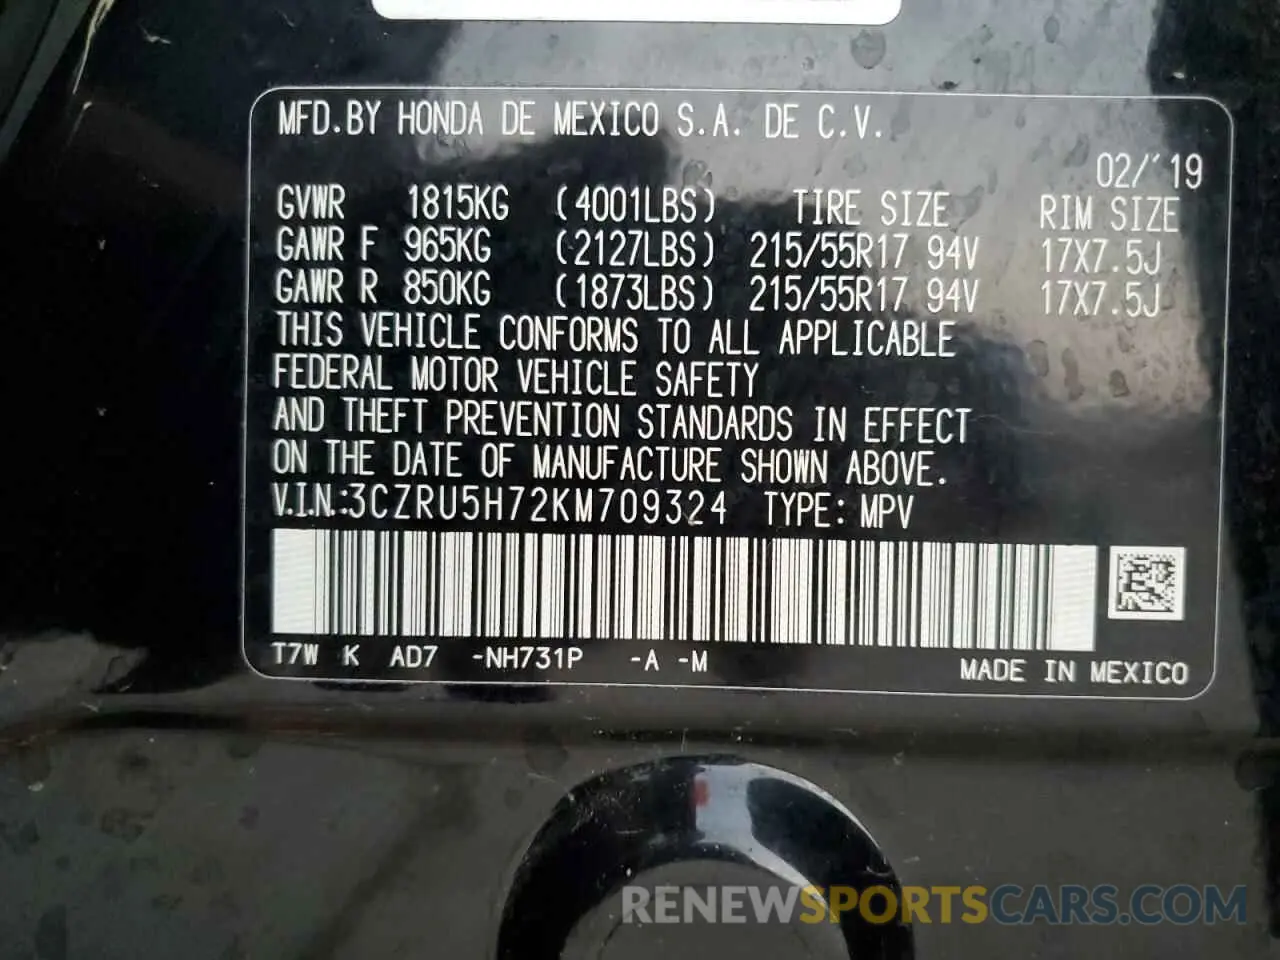 MFD.BY HONDA DE MEXICO S.A. DE C.V.
02/'19
GVWR 1815KG (4001LBS) TIRE SIZE RIM SIZE
GAWR F 965KG (2127LBS) 215/55R17 94V 17X7.5J
GAWR R 850KG (1873LBS) 215/55R17 94V 17X7.5J
THIS VEHICLE CONFORMS TO ALL APPLICABLE
FEDERAL MOTOR VEHICLE SAFETY
AND THEFT PREVENTION STANDARDS IN EFFECT
ON THE DATE OF MANUFACTURE SHOWN ABOVE.
V.I.N.:3CZRU5H72KM709324 TYPE: MPV
T7W K AD7 -NH731P -A -M
MADE IN MEXICO
RENEWSPORTSCARS.COM